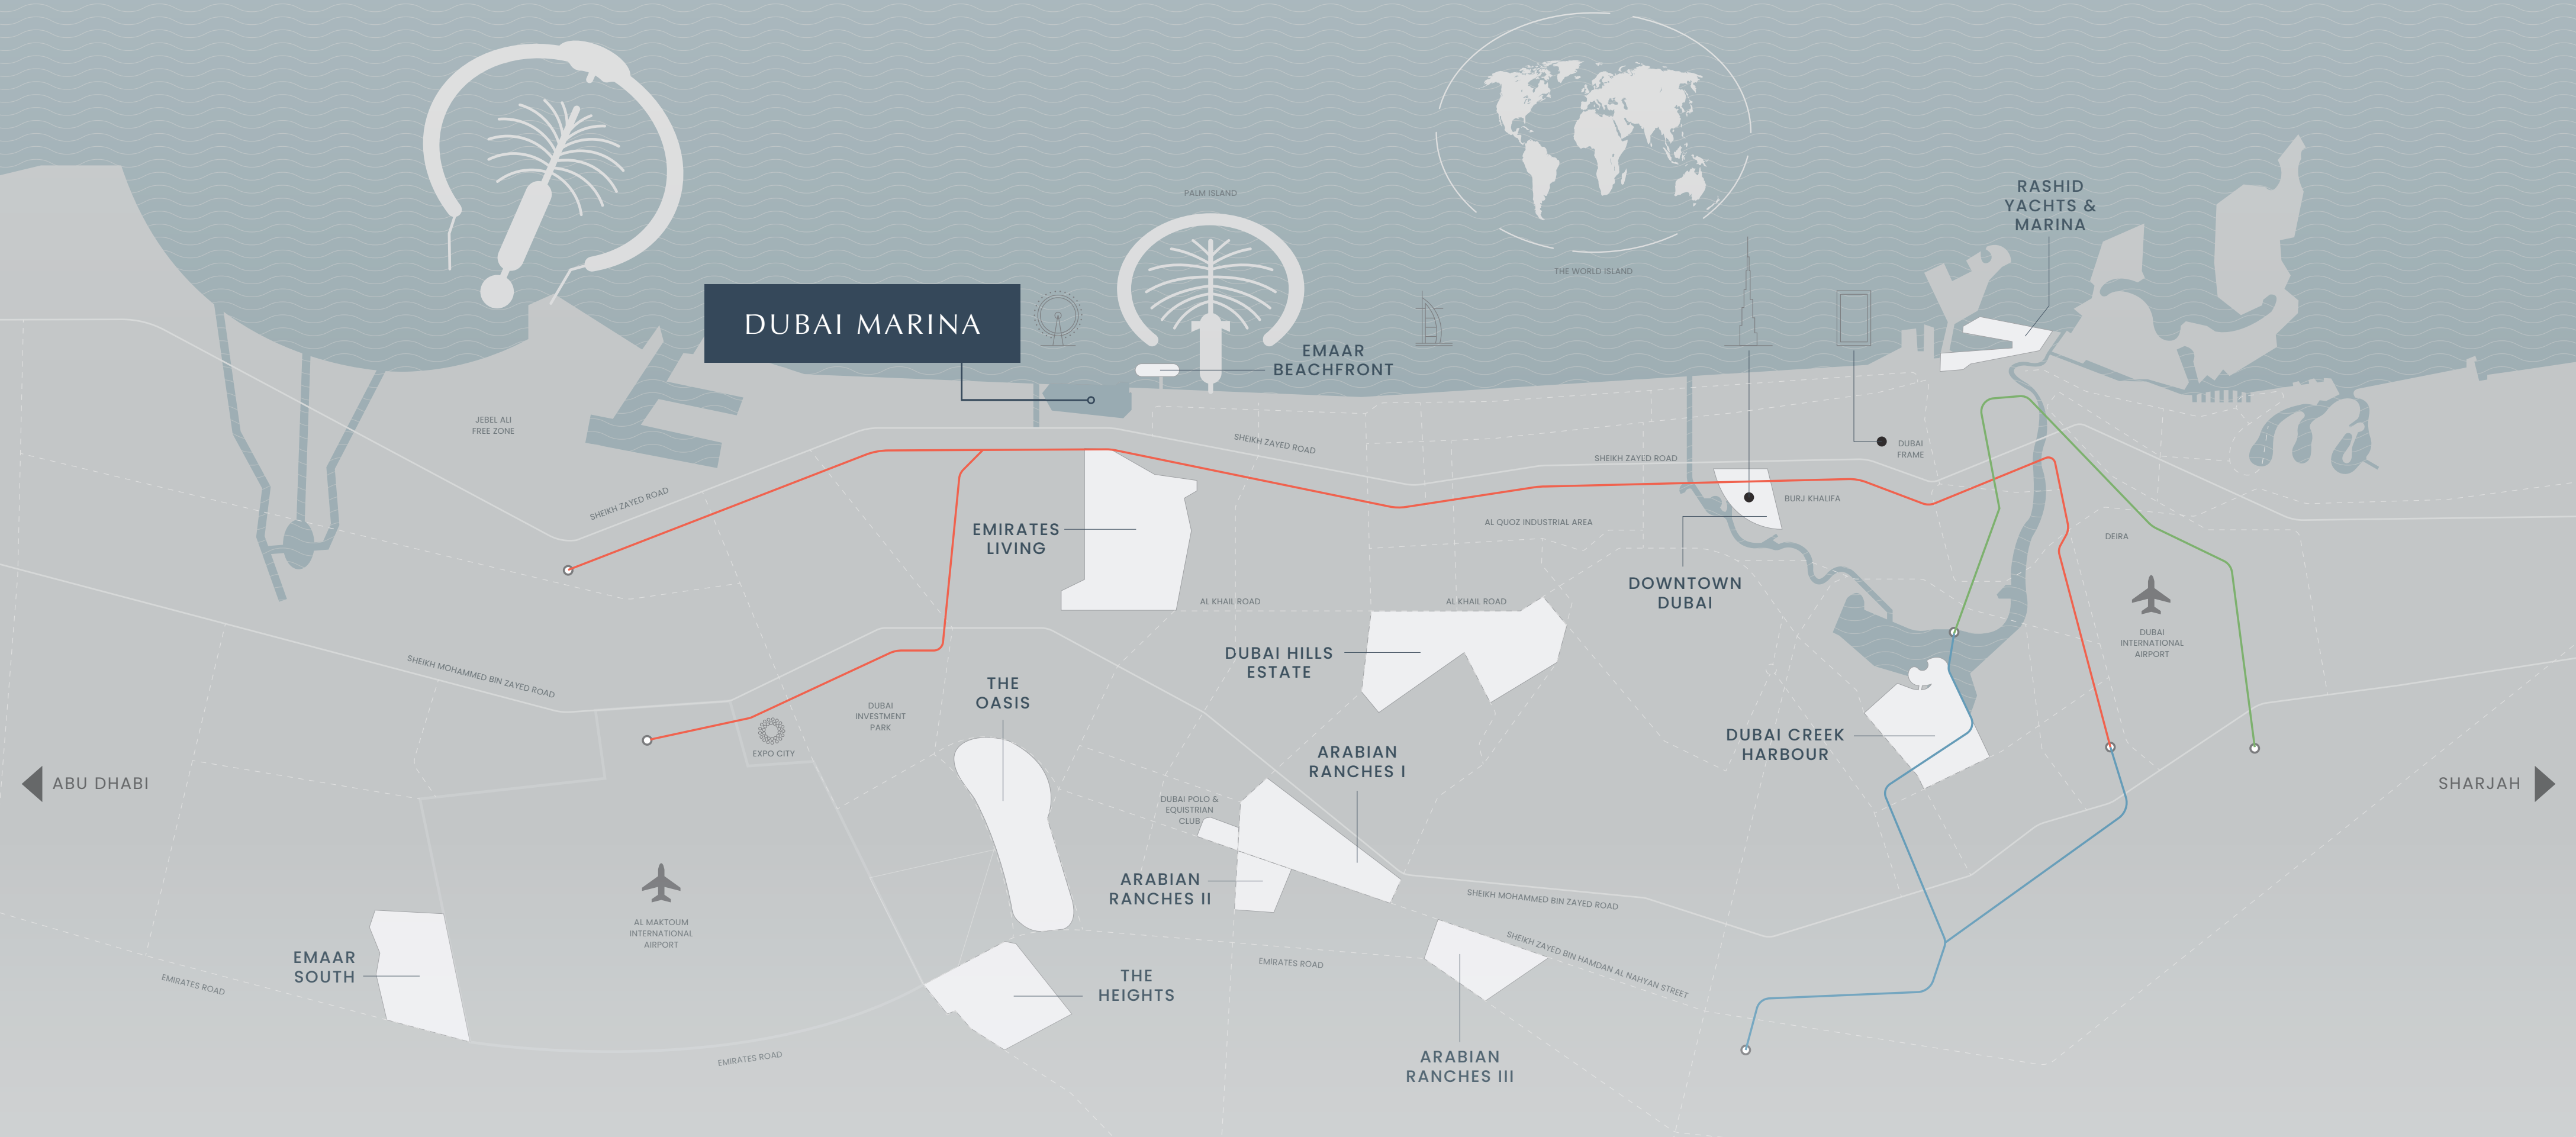 PALM ISLAND
RASHID
YACHTS &
MARINA
THE WORLD ISLAND
DUBAI MARINA
EMAAR
BEACHFRONT
JEBEL ALI
FREE ZONE
SHEIKH ZAYED ROAD
SHEIKH ZAYED ROAD
DUBAI
FRAME
SHEIKH ZAYED ROAD
BURJ KHALIFA
EMIRATES
LIVING
AL QUOZ INDUSTRIAL AREA
DEIRA
DOWNTOWN
DUBAI
AL KHAIL ROAD
AL KHAIL ROAD
DUBAI
INTERNATIONAL
AIRPORT
DUBAI HILLS
ESTATE
SHEIKH MOHAMMED BIN ZAYED ROAD
THE
OASIS
DUBAI
INVESTMENT
PARK
EXPO CITY
DUBAI CREEK
HARBOUR
ARABIAN
RANCHES I
ABU DHABI
SHARJAH
DUBAI POLO &
EQUISTRIAN
CLUB
ARABIAN
RANCHES II
SHEIKH MOHAMMED BIN ZAYED ROAD
AL MAKTOUM
INTERNATIONAL
AIRPORT
EMAAR
SOUTH
SHEIKH ZAYED BIN HAMDAN AL NAHYAN STREET
EMIRATES ROAD
EMIRATES ROAD
THE
HEIGHTS
EMIRATES ROAD
ARABIAN
RANCHES III